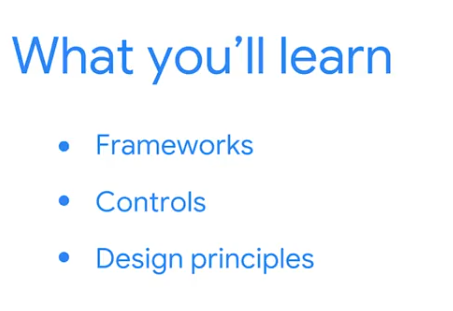 What you’ll learn
Frameworks
Controls
Design principles